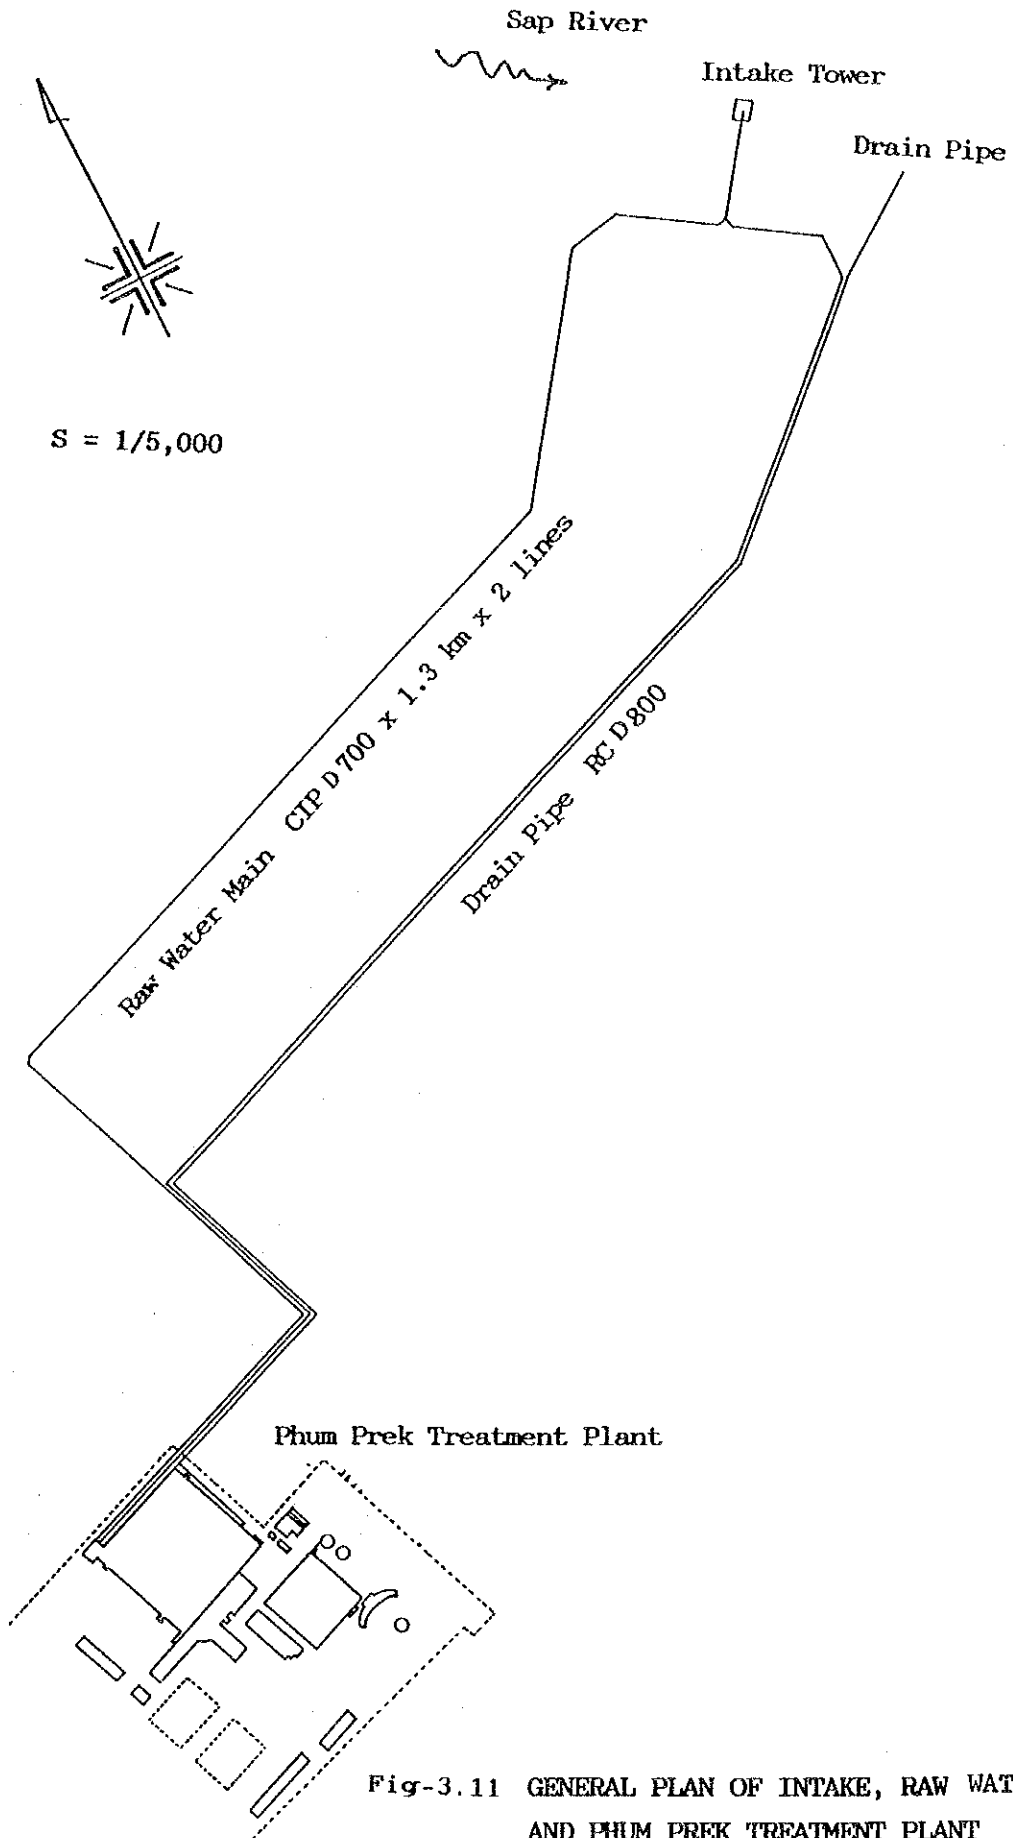 Sap River
Intake Tower
Drain Pipe
S = 1/5,000
Raw Water Main CIP D700 x 1.3 km x 2 lines
Drain Pipe RC D800
Phum Prek Treatment Plant
Fig-3.11 GENERAL PLAN OF INTAKE, RAW WAT
AND PHUM PREK TREATMENT PLANT